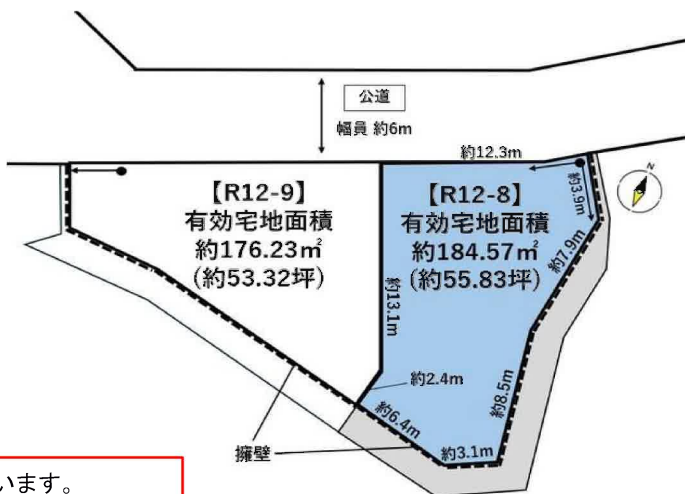 公道
幅員 約6m
約12.3m
【R12-9】
有効宅地面積
約176.23㎡
(約53.32坪)
【R12-8】
有効宅地面積
約184.57㎡
(約55.83坪)
N
約3.9m
約7.9m
約13.1m
約2.4m
約8.5m
約6.4m
約3.1m
擁壁
います。